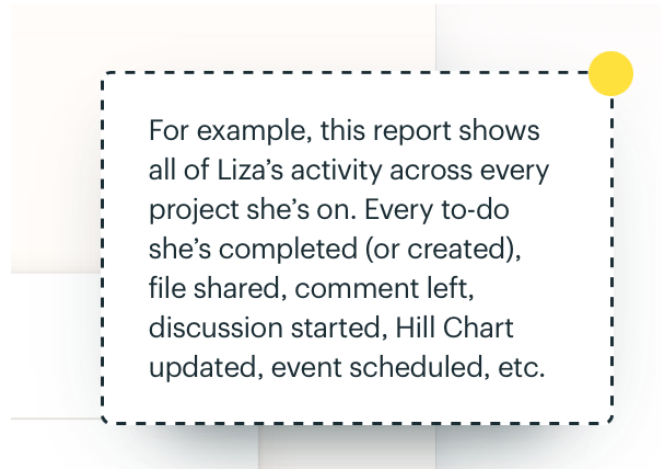 For example, this report shows
all of Liza’s activity across every
project she’s on. Every to-do
she’s completed (or created),
file shared, comment left,
discussion started, Hill Chart
updated, event scheduled, etc.